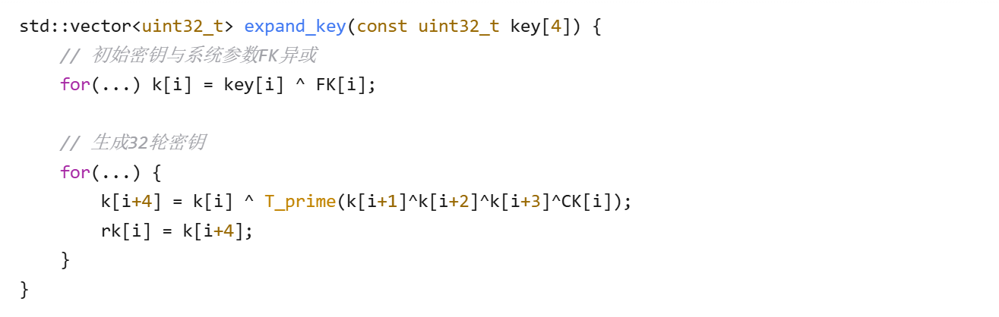 std::vector<uint32_t> expand_key(const uint32_t key[4]) {
    // 初始密钥与系统参数FK异或
    for(...) k[i] = key[i] ^ FK[i];

    // 生成32轮密钥
    for(...) {
        k[i+4] = k[i] ^ T_prime(k[i+1]^k[i+2]^k[i+3]^CK[i]);
        rk[i] = k[i+4];
    }
}